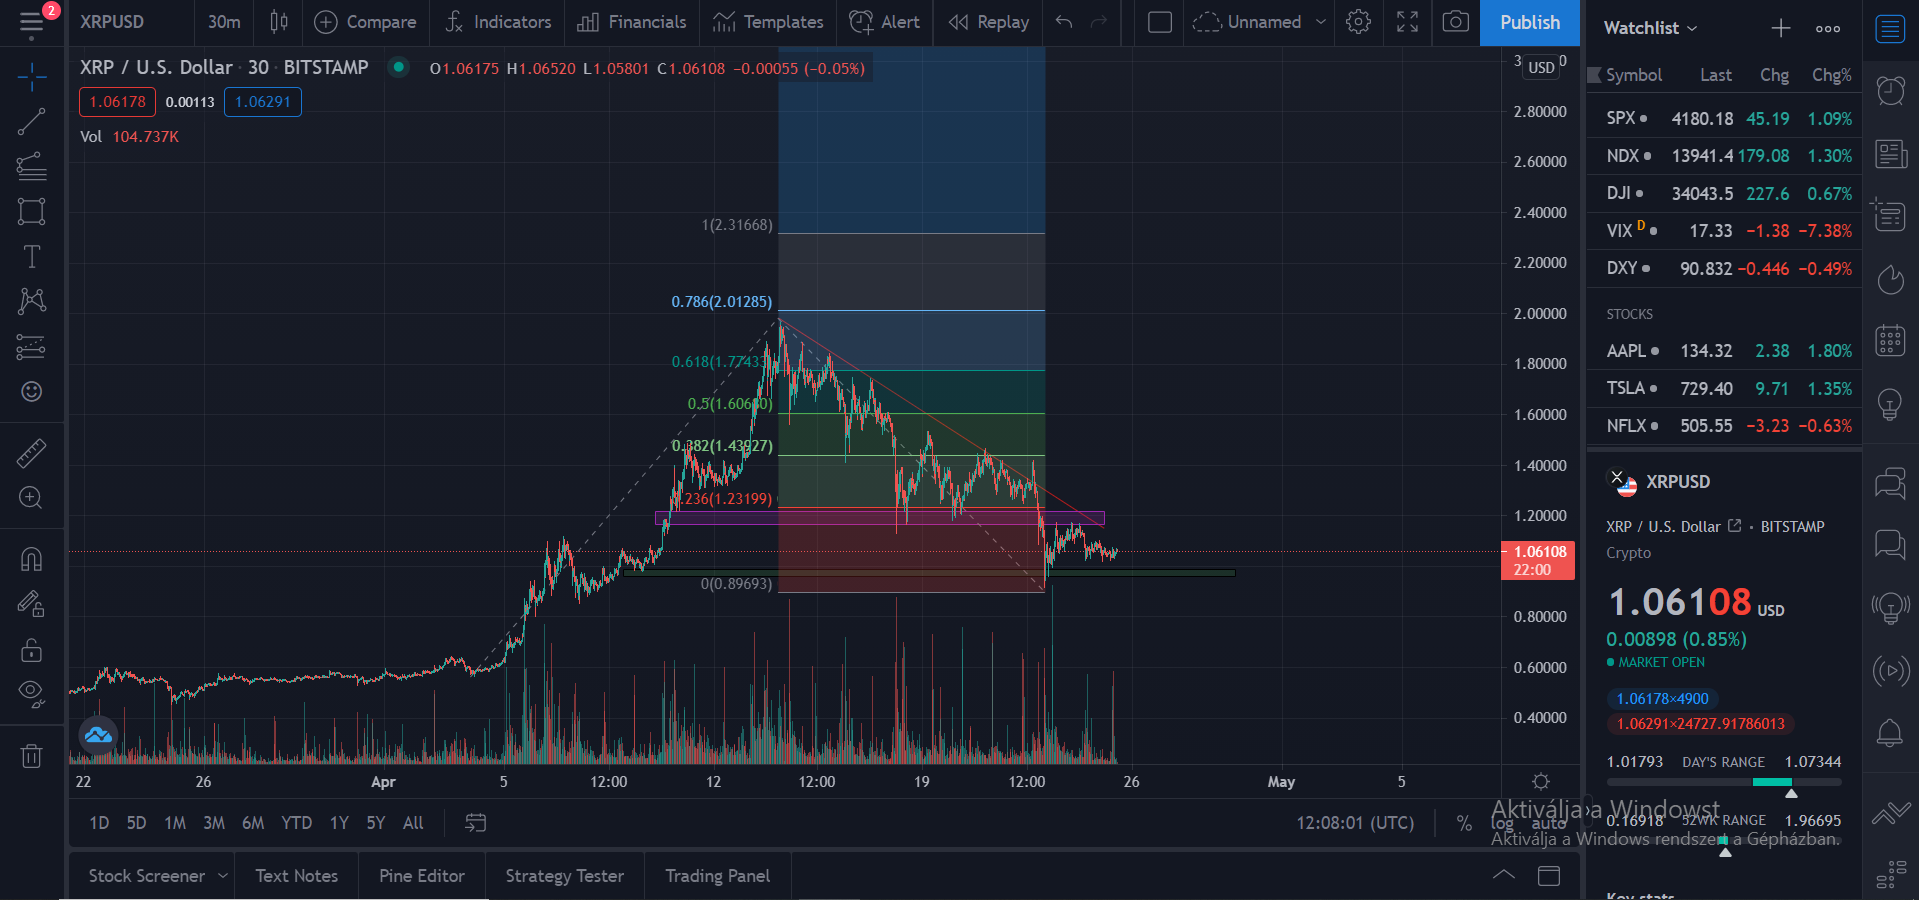 2
XRPUSD 30m Compare Indicators Financials Templates Alert Replay Unnamed Publish
XRP / U.S. Dollar · 30 · BITSTAMP O1.06175 H1.06520 L1.05801 C1.06108 −0.00055 (−0.05%)
1.06178 0.00113 1.06291
Vol 104.737K
1(2.31668)
0.786(2.01285)
0.618(1.77433
0.5(1.60680)
0.382(1.43927)
.236(1.23199)
0(0.89693)
USD
2.80000
2.60000
2.40000
2.20000
2.00000
1.80000
1.60000
1.40000
1.20000
1.06108
22:00
0.80000
0.60000
0.40000
22 26 Apr 5 12:00 12 12:00 19 12:00 26 May 5
1D 5D 1M 3M 6M YTD 1Y 5Y All 12:08:01 (UTC) % log auto
Stock Screener Text Notes Pine Editor Strategy Tester Trading Panel
Watchlist
Symbol Last Chg Chg%
SPX 4180.18 45.19 1.09%
NDX 13941.4 179.08 1.30%
DJI 34043.5 227.6 0.67%
VIX D 17.33 −1.38 −7.38%
DXY 90.832 −0.446 −0.49%
STOCKS
AAPL 134.32 2.38 1.80%
TSLA 729.40 9.71 1.35%
NFLX 505.55 −3.23 −0.63%
XRPUSD
XRP / U.S. Dollar · BITSTAMP
Crypto
1.06108 USD
0.00898 (0.85%)
MARKET OPEN
1.06178×4900
1.06291×24727.91786013
1.01793 DAY'S RANGE 1.07344
0.16918 52WK RANGE 1.96695
Aktiválja a Windowst
Aktiválja a Windows rendszert a Gépházban.
Key stats